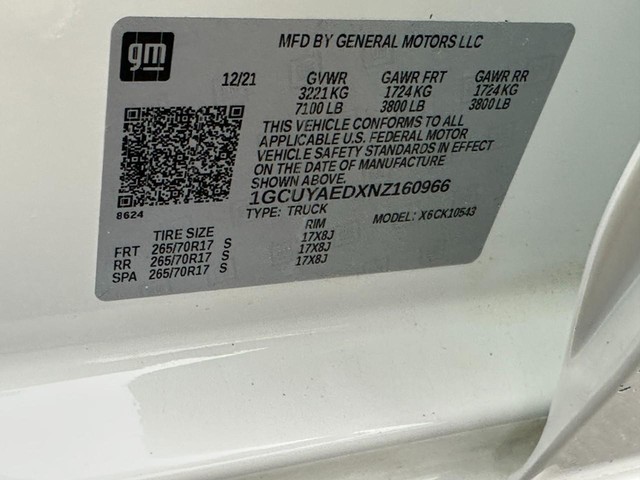 gm
MFD BY GENERAL MOTORS LLC
12/21 GVWR GAWR FRT GAWR RR
3221 KG 1724 KG 1724 KG
7100 LB 3800 LB 3800 LB
THIS VEHICLE CONFORMS TO ALL
APPLICABLE U.S. FEDERAL MOTOR
VEHICLE SAFETY STANDARDS IN EFFECT
ON THE DATE OF MANUFACTURE
SHOWN ABOVE.
1GCUYAEDXNZ160966
8624
TYPE: TRUCK MODEL: X6CK10543
TIRE SIZE RIM
FRT 265/70R17 S 17X8J
RR 265/70R17 S 17X8J
SPA 265/70R17 S 17X8J